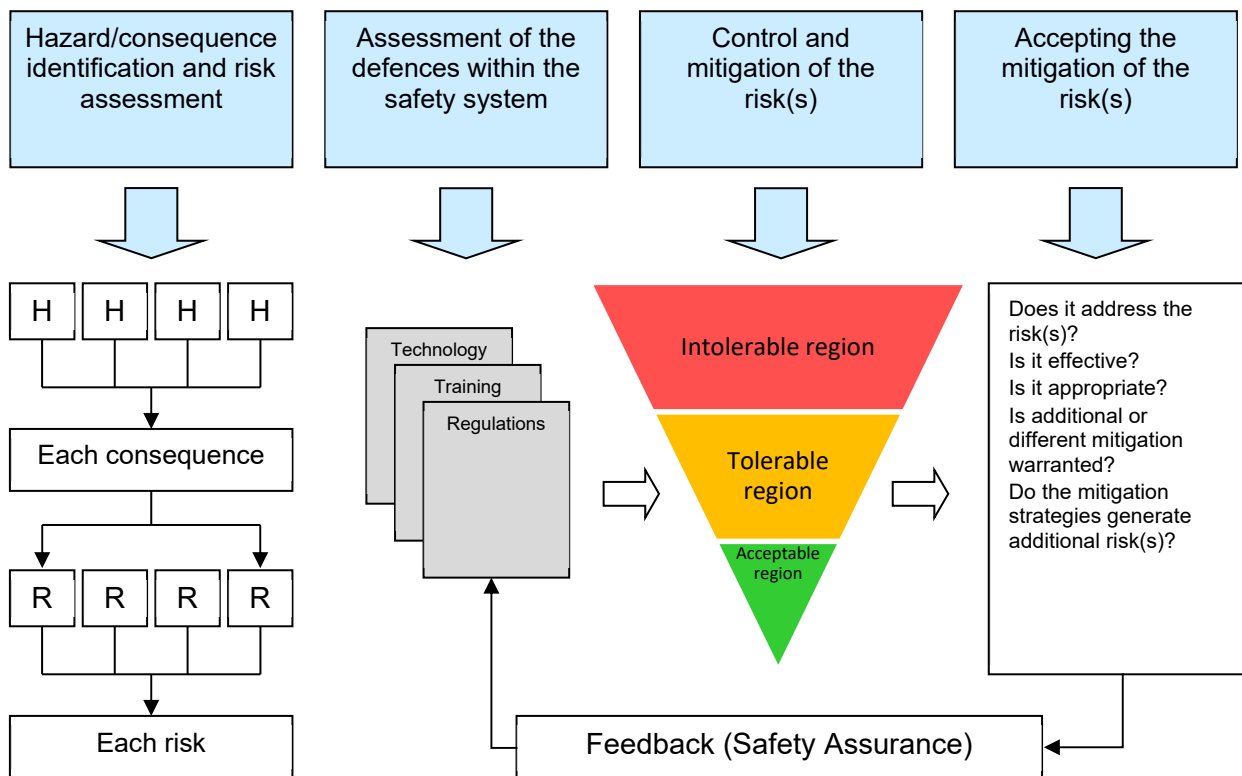 Hazard/consequence
identification and risk
assessment
Assessment of the
defences within the
safety system
Control and
mitigation of the
risk(s)
Accepting the
mitigation of the
risk(s)
H H H H
Each consequence
R R R R
Each risk
Technology
Training
Regulations
Intolerable region
Tolerable
region
Acceptable
region
Does it address the
risk(s)?
Is it effective?
Is it appropriate?
Is additional or
different mitigation
warranted?
Do the mitigation
strategies generate
additional risk(s)?
Feedback (Safety Assurance)